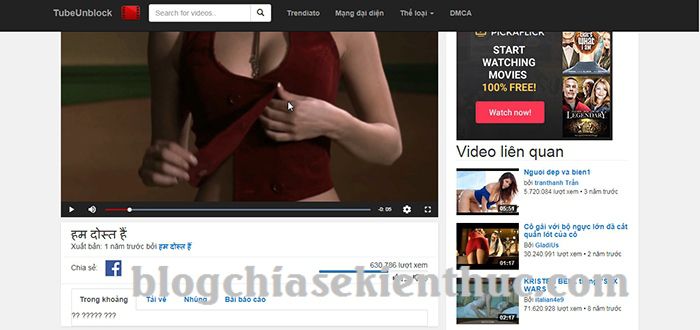 TubeUnblock
Search for videos..
Trendiato
Mạng đại diện
Thể loại
DMCA
PICKAFLICK
START
WATCHING
MOVIES
100% FREE!
Watch now!
LEGENDARY
Video liên quan
05:51
Nguoi dep va bien1
bởi tranthanh Trần
5.720.084 lượt xem • 3 năm trước
01:17
Cô gái với bộ ngực lớn đã cắt
quần lót của cô
Bởi GladiUs
30.240.991 lượt xem • 2 năm trước
02:17
WARS
bởi italian4e9
71.620.928 lượt xem • 8 năm trước
-0:05
हम दोस्त हैं
Xuất bản: 1 năm trước bởi हम दोस्त हैं
Chia sẻ:
630.786 lượt xem
blogchiasekienthuc.com
Trong khoảng
Tải về
Nhúng
Bài báo cáo
?? ????? ???